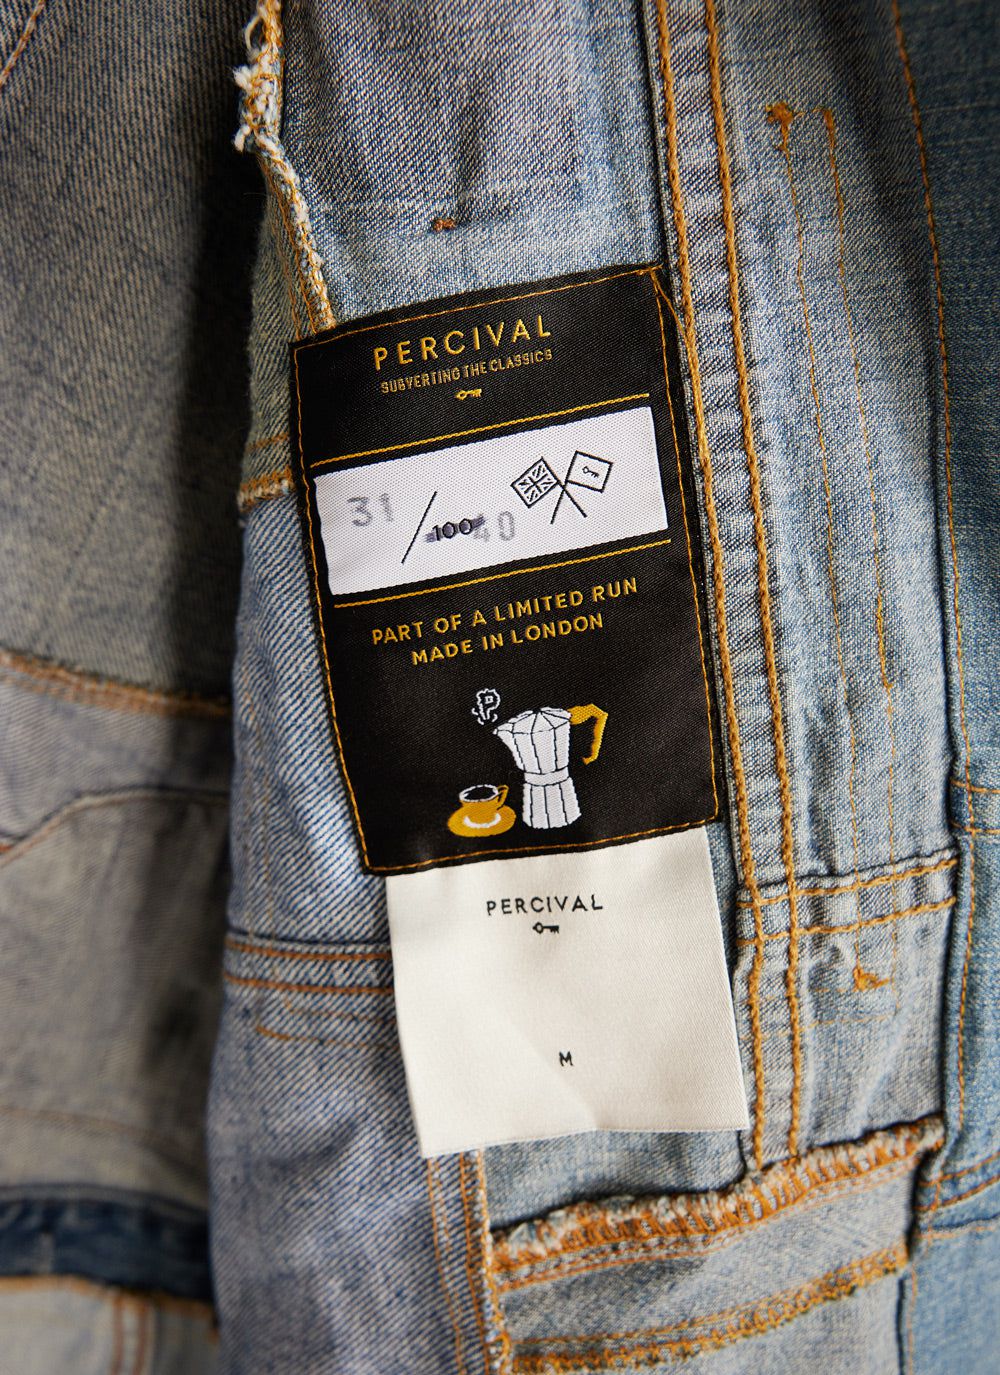 PERCIVAL
SUBVERTING THE CLASSICS
31/100 40
PART OF A LIMITED RUN
MADE IN LONDON
P
PERCIVAL
M